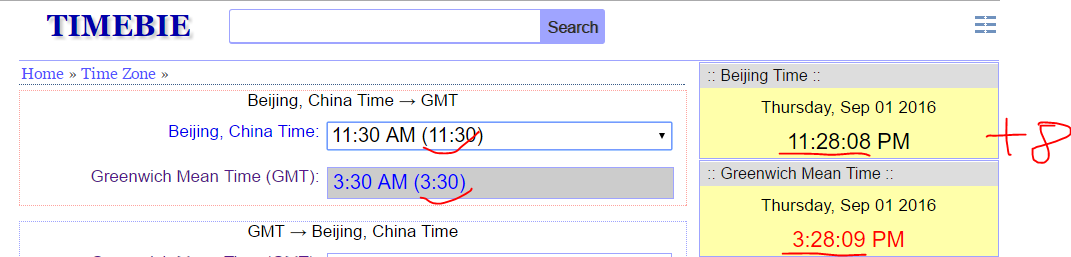 TIMEBIE
Search
Home » Time Zone »
Beijing, China Time → GMT
Beijing, China Time: 11:30 AM (11:30)
Greenwich Mean Time (GMT): 3:30 AM (3:30)
GMT → Beijing, China Time
:: Beijing Time ::
Thursday, Sep 01 2016
11:28:08 PM
+8
:: Greenwich Mean Time ::
Thursday, Sep 01 2016
3:28:09 PM